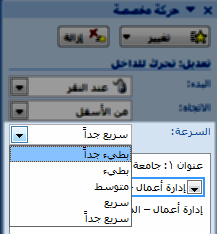 حركة مخصصة
تغيير
إزالة
تعديل: تحرك للداخل
البدء:
عند النقر
الاتجاه:
من الأسفل
السرعة:
سريع جداً
بطيء جداً
بطيء
متوسط
سريع
سريع جداً
عنوان ١: جامعة
إدارة أعمال -
إدارة أعمال –